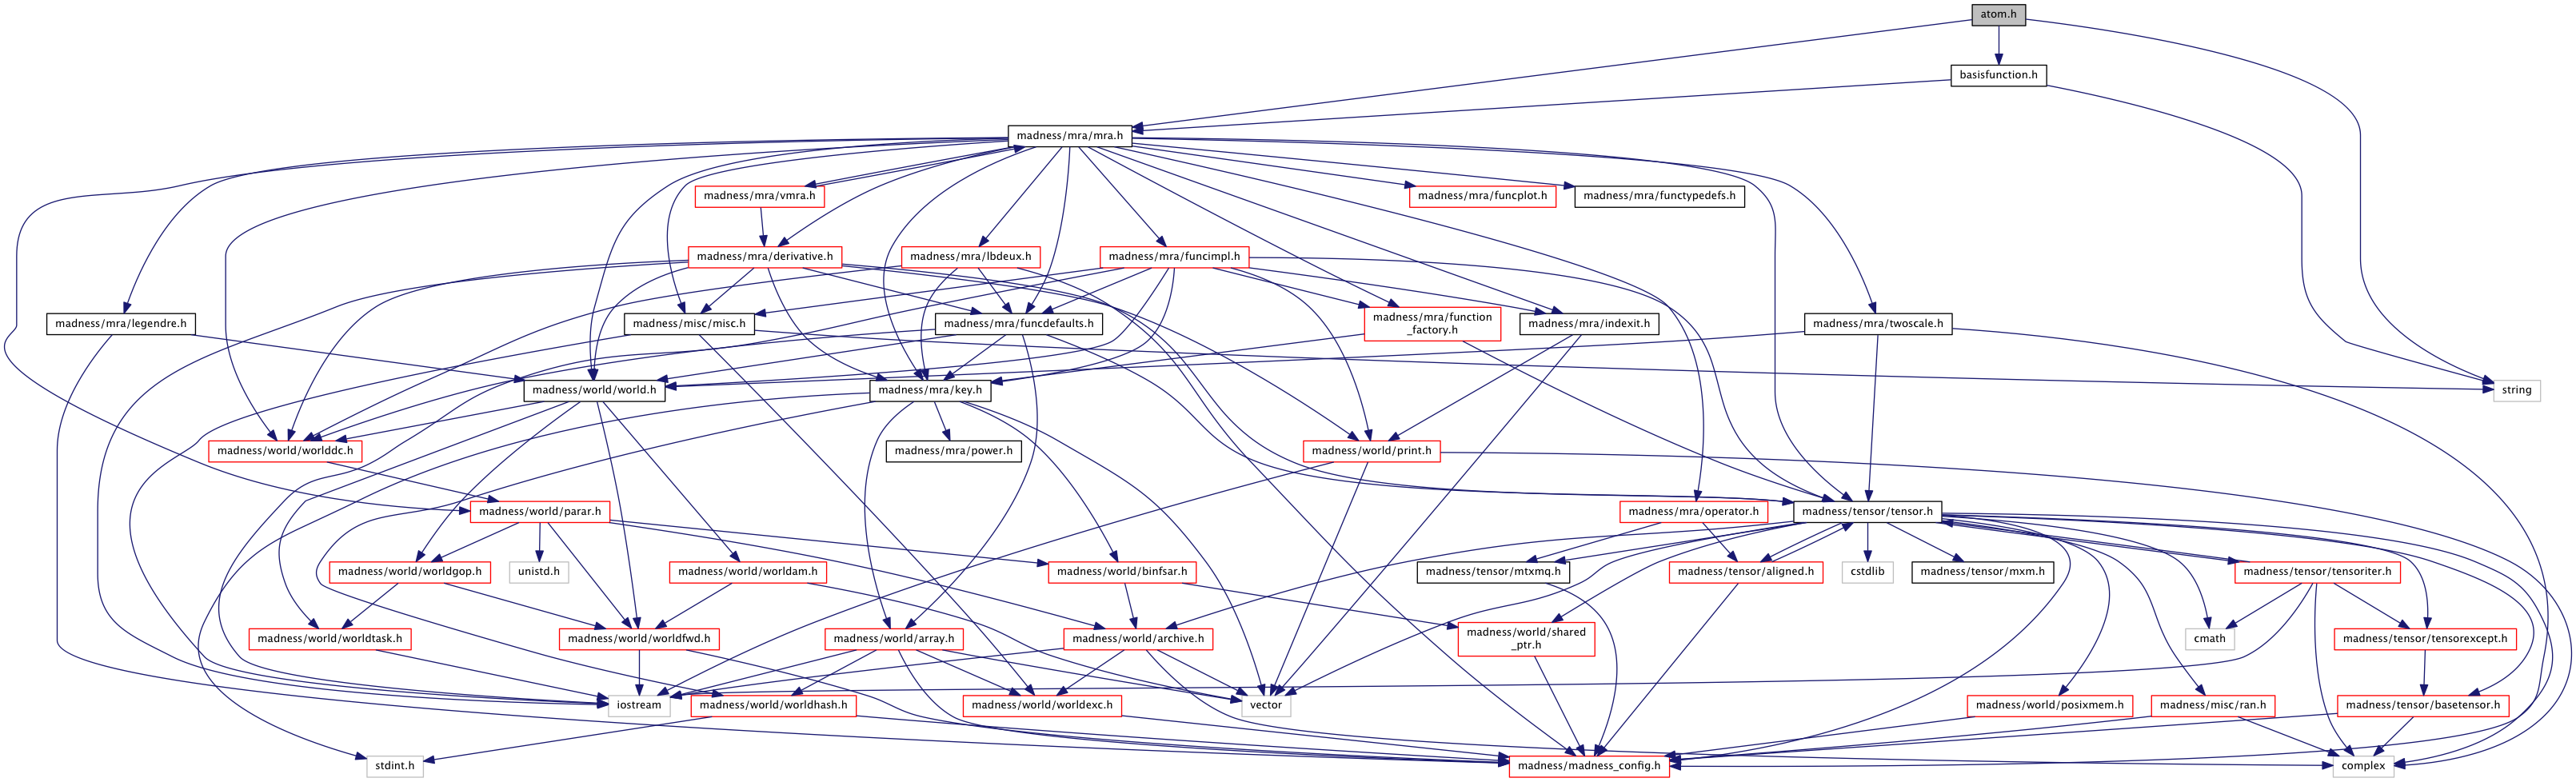 atom.h
basisfunction.h
madness/mra/mra.h
madness/mra/vmra.h
madness/mra/funcplot.h
madness/mra/functypedefs.h
madness/mra/derivative.h
madness/mra/lbdeux.h
madness/mra/funcimpl.h
madness/mra/legendre.h
madness/misc/misc.h
madness/mra/funcdefaults.h
madness/mra/function
_factory.h
madness/mra/indexit.h
madness/mra/twoscale.h
madness/world/world.h
madness/mra/key.h
string
madness/world/worlddc.h
madness/mra/power.h
madness/world/print.h
madness/world/parar.h
madness/mra/operator.h
madness/tensor/tensor.h
madness/world/worldgop.h
unistd.h
madness/world/worldam.h
madness/world/binfsar.h
madness/tensor/mtxmq.h
madness/tensor/aligned.h
cstdlib
madness/tensor/mxm.h
madness/tensor/tensoriter.h
madness/world/worldtask.h
madness/world/worldfwd.h
madness/world/array.h
madness/world/archive.h
madness/world/shared
_ptr.h
cmath
madness/tensor/tensorexcept.h
iostream
madness/world/worldhash.h
madness/world/worldexc.h
vector
madness/world/posixmem.h
madness/misc/ran.h
madness/tensor/basetensor.h
stdint.h
madness/madness_config.h
complex